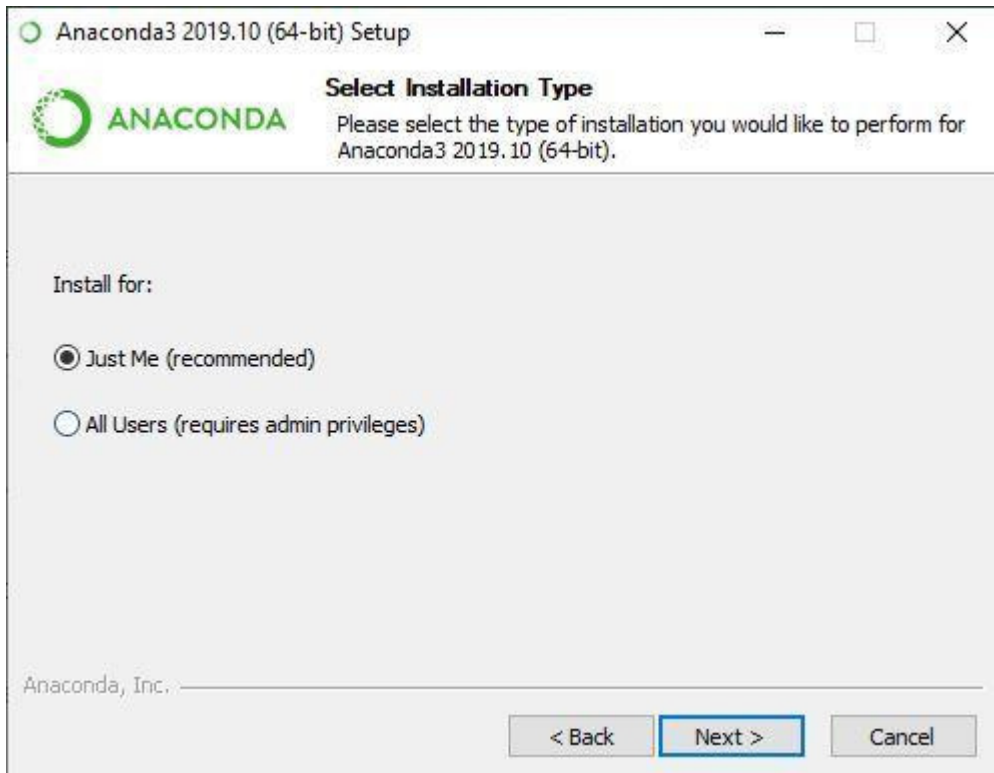 Anaconda3 2019.10 (64-bit) Setup
ANACONDA
Select Installation Type
Please select the type of installation you would like to perform for
Anaconda3 2019.10 (64-bit).
Install for:
Just Me (recommended)
All Users (requires admin privileges)
Anaconda, Inc.
< Back
Next >
Cancel